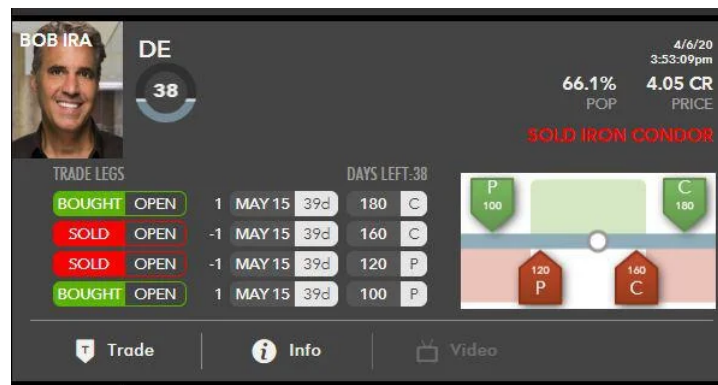 BOB IRA
DE
4/6/20
3:53:09pm
38
66.1% 4.05 CR
POP PRICE
SOLD IRON CONDOR
TRADE LEGS DAYS LEFT:38
BOUGHT OPEN 1 MAY 15 39d 180 C
SOLD OPEN -1 MAY 15 39d 160 C
SOLD OPEN -1 MAY 15 39d 120 P
BOUGHT OPEN 1 MAY 15 39d 100 P
P C
100 180
120 160
P C
T Trade i Info Video